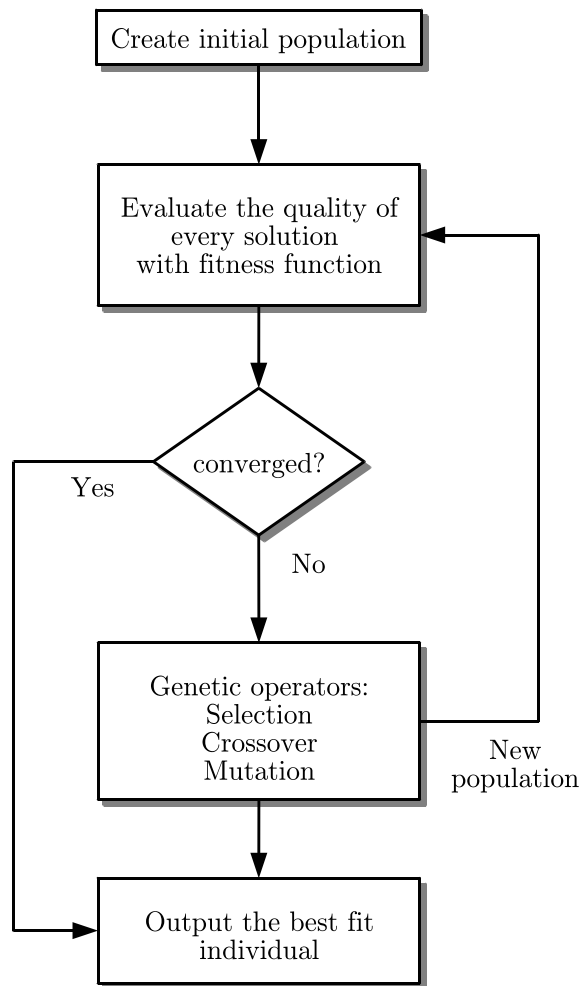 Create initial population
Evaluate the quality of
every solution
with fitness function
converged?
Yes
No
Genetic operators:
Selection
Crossover
Mutation
New
population
Output the best fit
individual